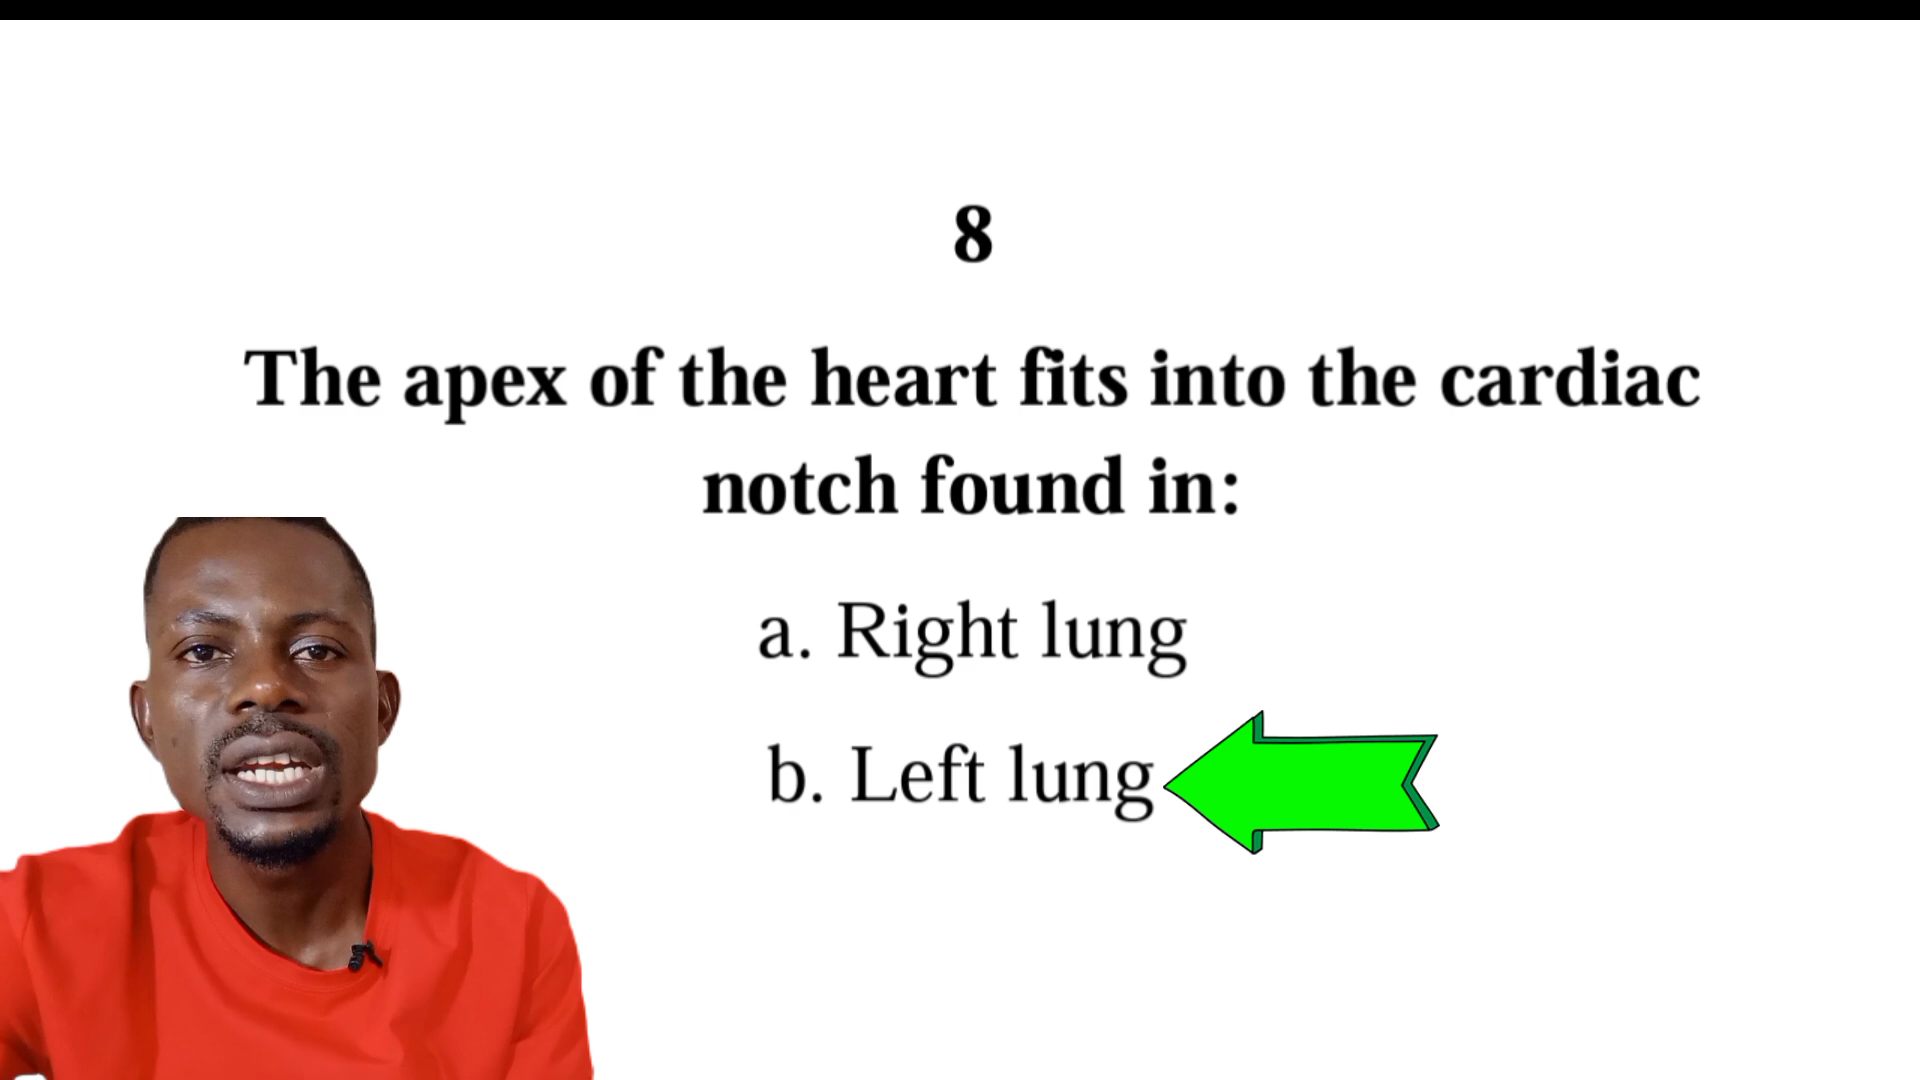 8
The apex of the heart fits into the cardiac
notch found in:
a. Right lung
b. Left lung